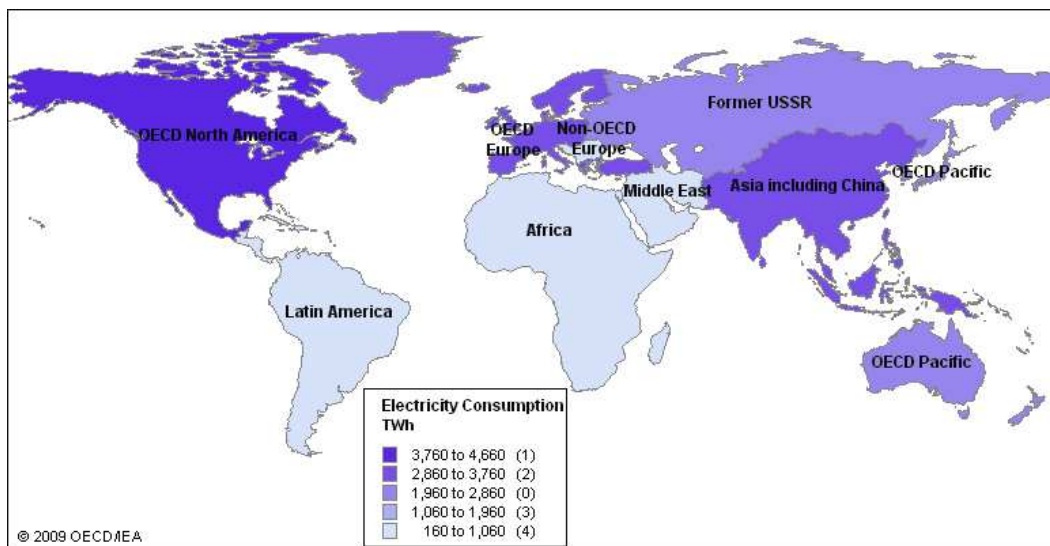 OECD North America
Former USSR
OECD
Europe
Non-OECD
Europe
Middle East
Asia including China
OECD Pacific
Africa
Latin America
OECD Pacific
Electricity Consumption
TWh
3,760 to 4,660 (1)
2,860 to 3,760 (2)
1,960 to 2,860 (0)
1,060 to 1,960 (3)
160 to 1,060 (4)
© 2009 OECD/IEA